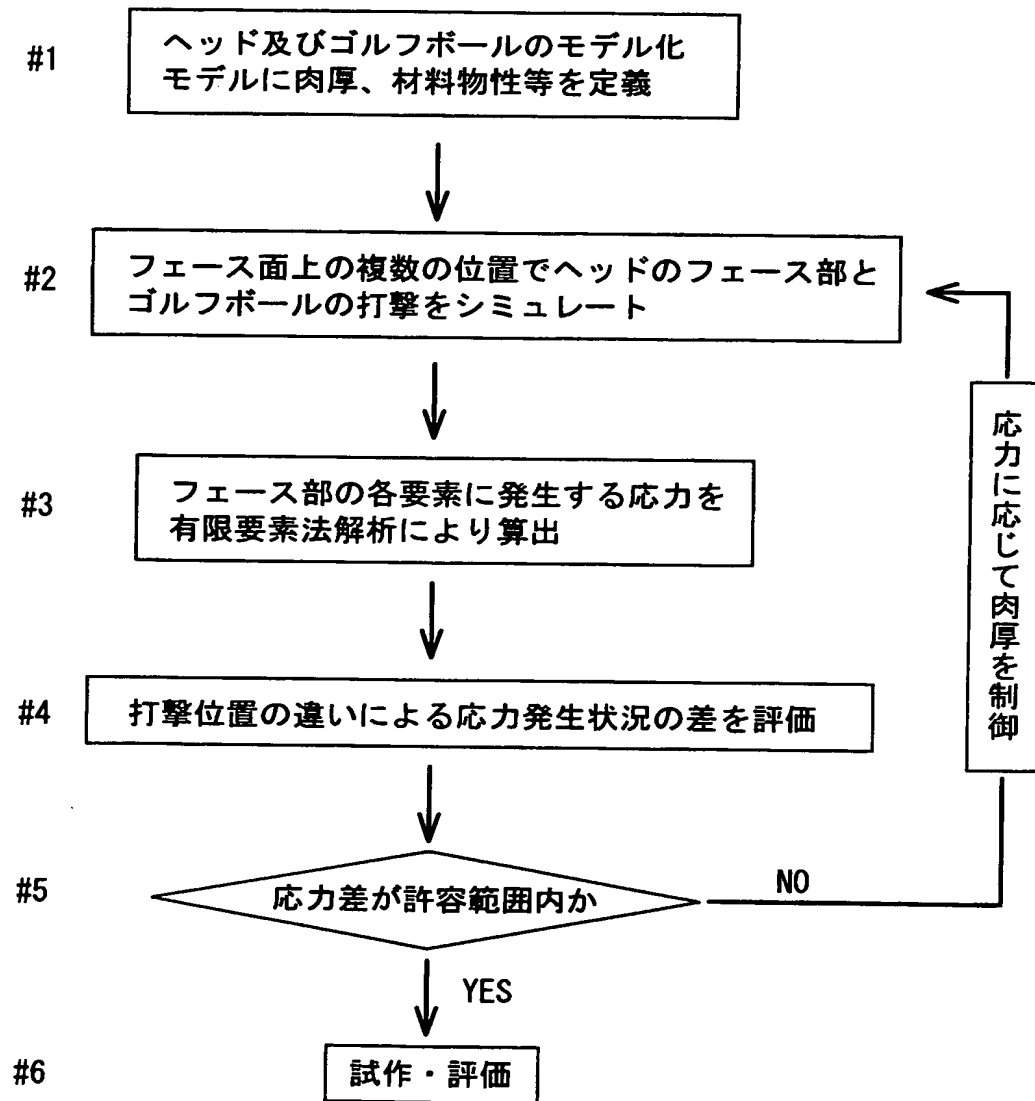 #1
ヘッド及びゴルフボールのモデル化
モデルに肉厚、材料物性等を定義
#2
フェース面上の複数の位置でヘッドのフェース部と
ゴルフボールの打撃をシミュレート
#3
フェース部の各要素に発生する応力を
有限要素法解析により算出
応力に応じて肉厚を制御
#4
打撃位置の違いによる応力発生状況の差を評価
#5
応力差が許容範囲内か
NO
YES
#6
試作・評価